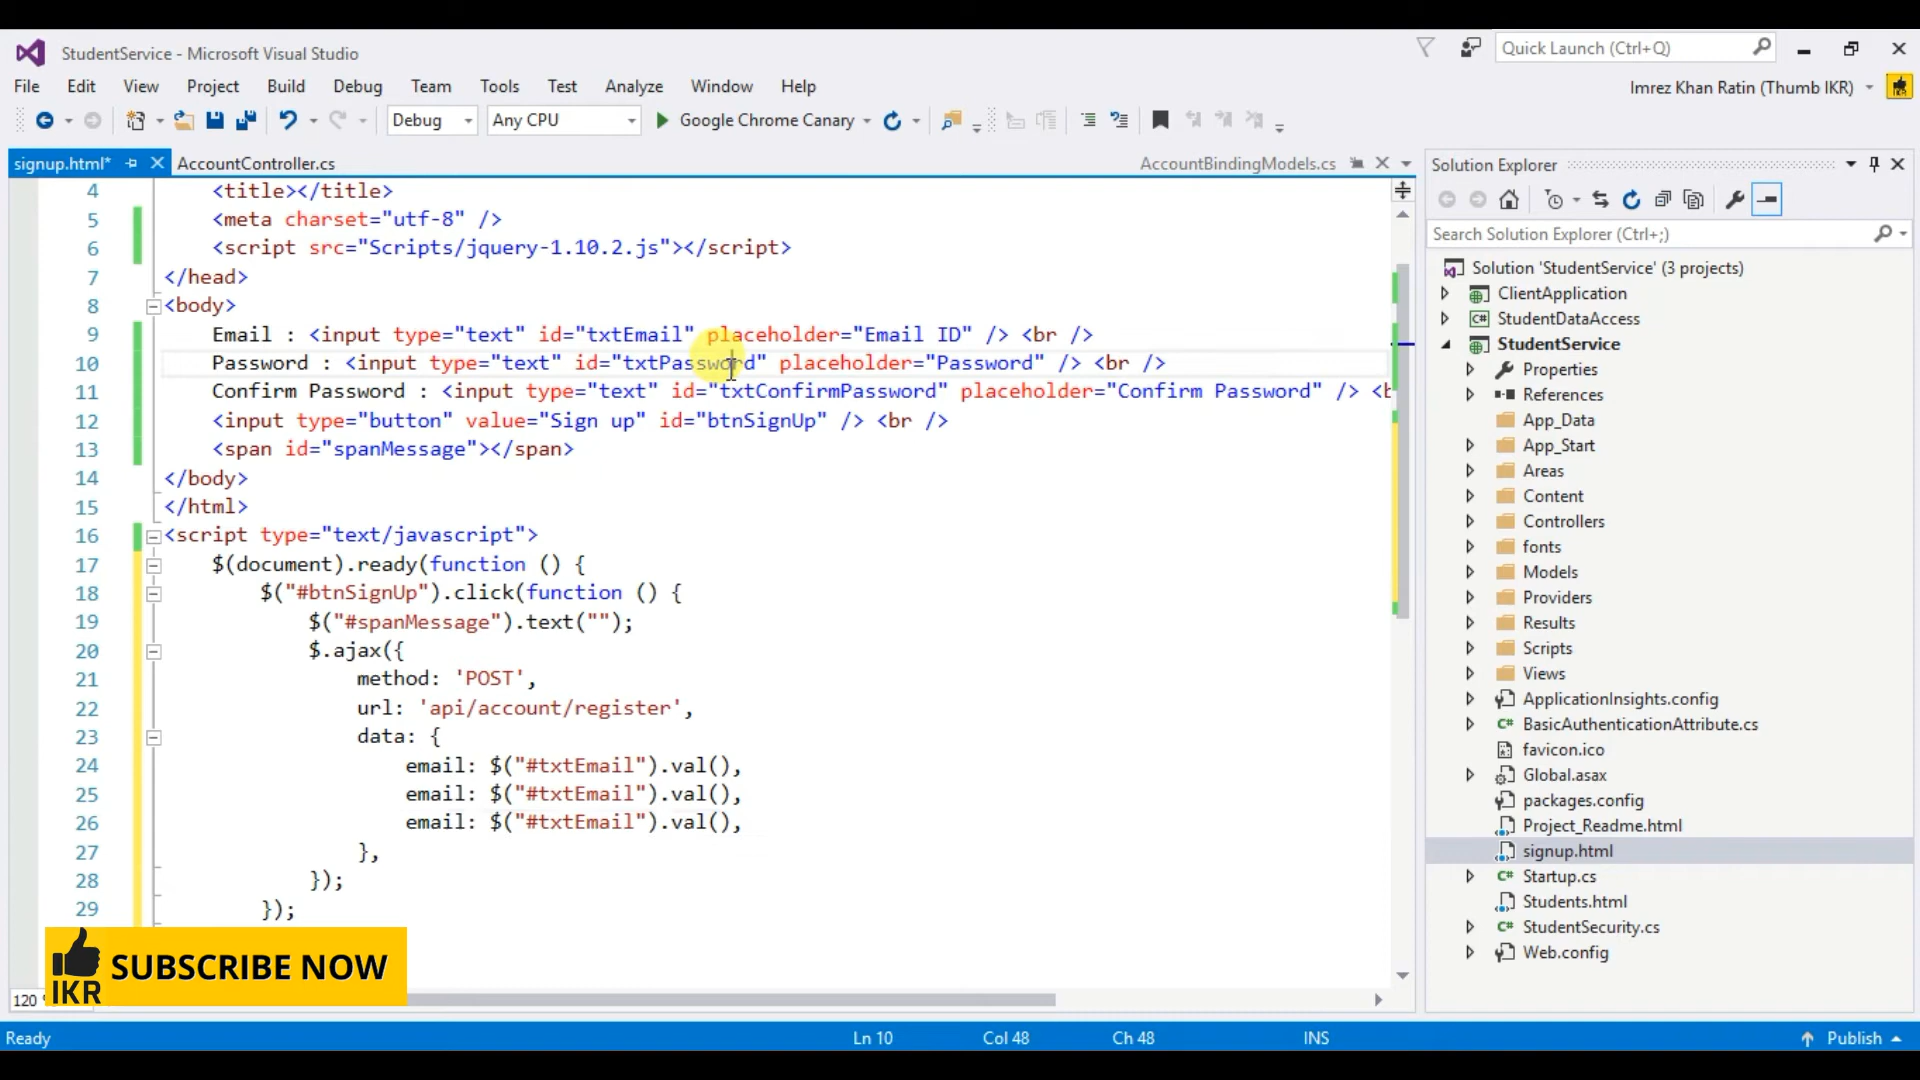 StudentService - Microsoft Visual Studio
Quick Launch (Ctrl+Q)
File Edit View Project Build Debug Team Tools Test Analyze Window Help
Imrez Khan Ratin (Thumb IKR)
IKR
Debug Any CPU Google Chrome Canary
signup.html* AccountController.cs AccountBindingModels.cs
4 <title></title>
5 <meta charset="utf-8" />
6 <script src="Scripts/jquery-1.10.2.js"></script>
7 </head>
8 <body>
9 Email : <input type="text" id="txtEmail" placeholder="Email ID" /> <br />
10 Password : <input type="text" id="txtPassword" placeholder="Password" /> <br />
11 Confirm Password : <input type="text" id="txtConfirmPassword" placeholder="Confirm Password" /> <b
12 <input type="button" value="Sign up" id="btnSignUp" /> <br />
13 <span id="spanMessage"></span>
14 </body>
15 </html>
16 <script type="text/javascript">
17 $(document).ready(function () {
18 $("#btnSignUp").click(function () {
19 $("#spanMessage").text("");
20 $.ajax({
21 method: 'POST',
22 url: 'api/account/register',
23 data: {
24 email: $("#txtEmail").val(),
25 email: $("#txtEmail").val(),
26 email: $("#txtEmail").val(),
27 },
28 });
29 });
IKR SUBSCRIBE NOW
120
Solution Explorer
Search Solution Explorer (Ctrl+;)
Solution 'StudentService' (3 projects)
ClientApplication
C# StudentDataAccess
StudentService
Properties
References
App_Data
App_Start
Areas
Content
Controllers
fonts
Models
Providers
Results
Scripts
Views
ApplicationInsights.config
C# BasicAuthenticationAttribute.cs
favicon.ico
Global.asax
packages.config
Project_Readme.html
signup.html
C# Startup.cs
Students.html
C# StudentSecurity.cs
Web.config
Ready Ln 10 Col 48 Ch 48 INS Publish